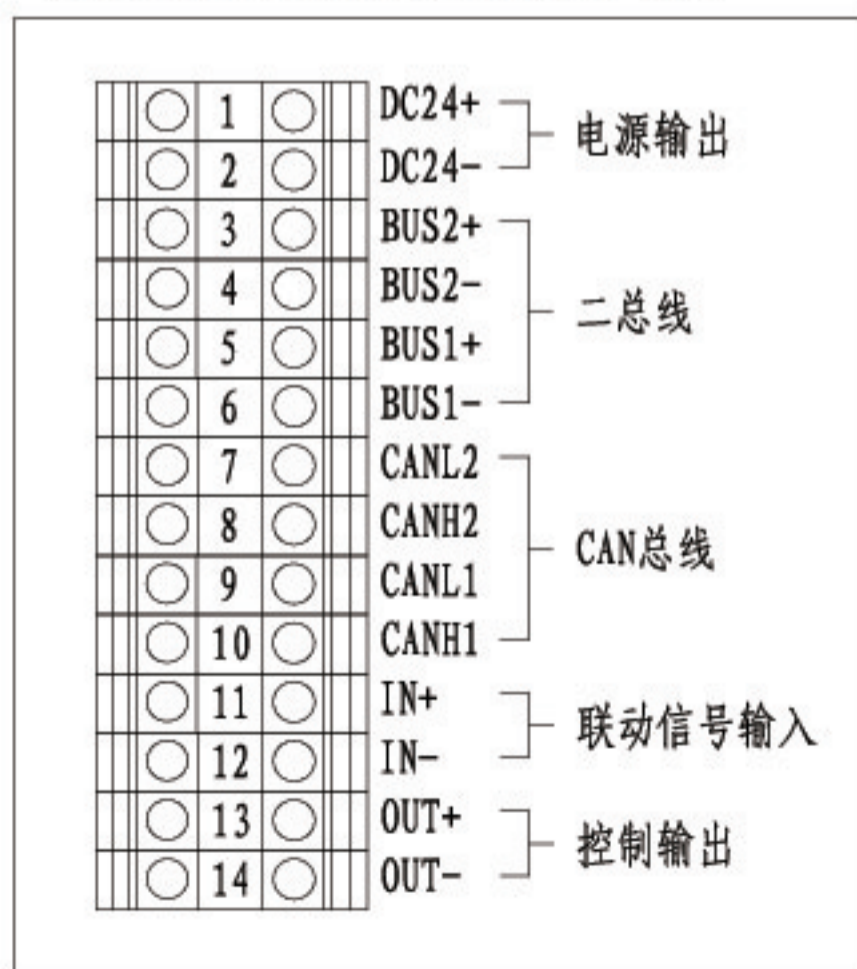 1 DC24+
2 DC24-
电源输出
3 BUS2+
4 BUS2-
5 BUS1+
6 BUS1-
二总线
7 CANL2
8 CANH2
9 CANL1
10 CANH1
CAN总线
11 IN+
12 IN-
联动信号输入
13 OUT+
14 OUT-
控制输出